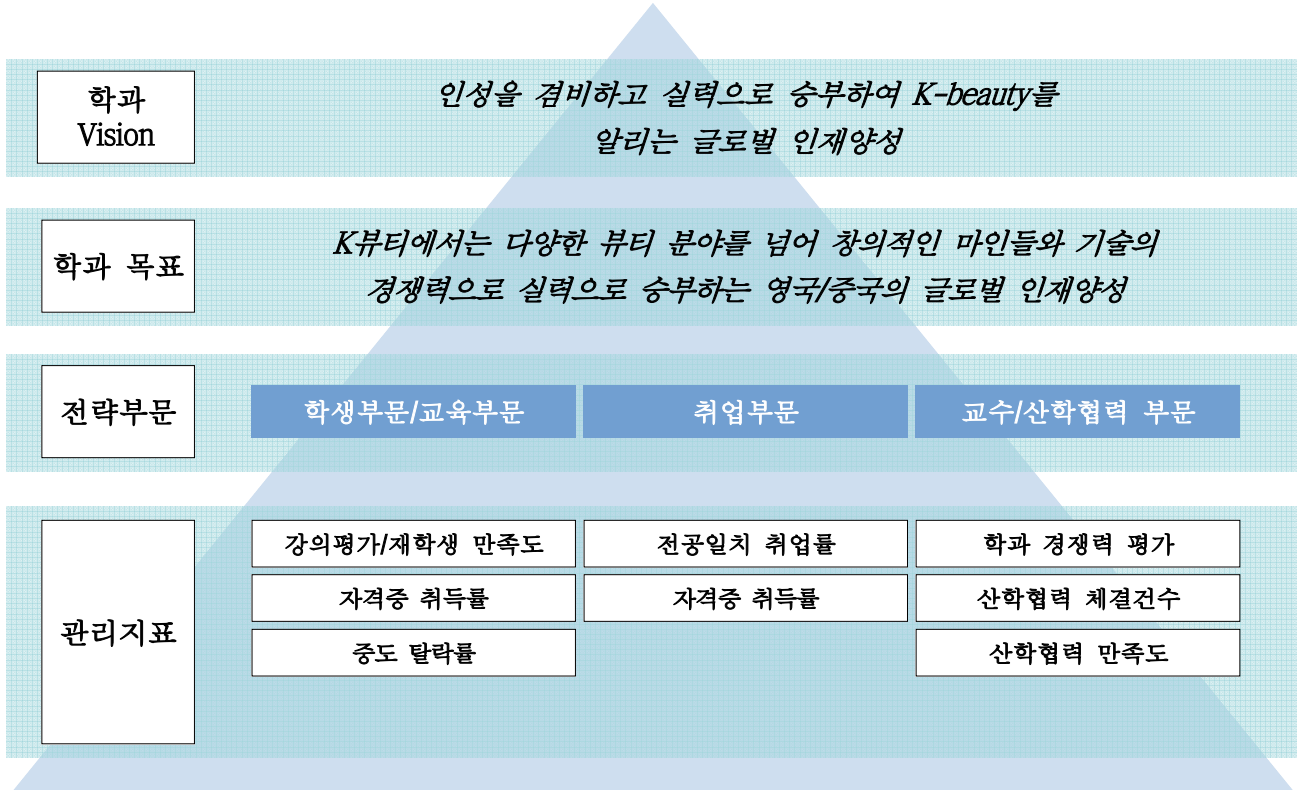 학과
Vision
인성을 겸비하고 실력으로 승부하여 K-beauty를
알리는 글로벌 인재양성
학과 목표
K뷰티에서는 다양한 뷰티 분야를 넘어 창의적인 마인들와 기술의
경쟁력으로 실력으로 승부하는 영국/중국의 글로벌 인재양성
전략부문
학생부문/교육부문
취업부문
교수/산학협력 부문
관리지표
강의평가/재학생 만족도
전공일치 취업률
학과 경쟁력 평가
자격증 취득률
자격증 취득률
산학협력 체결건수
중도 탈락률
산학협력 만족도